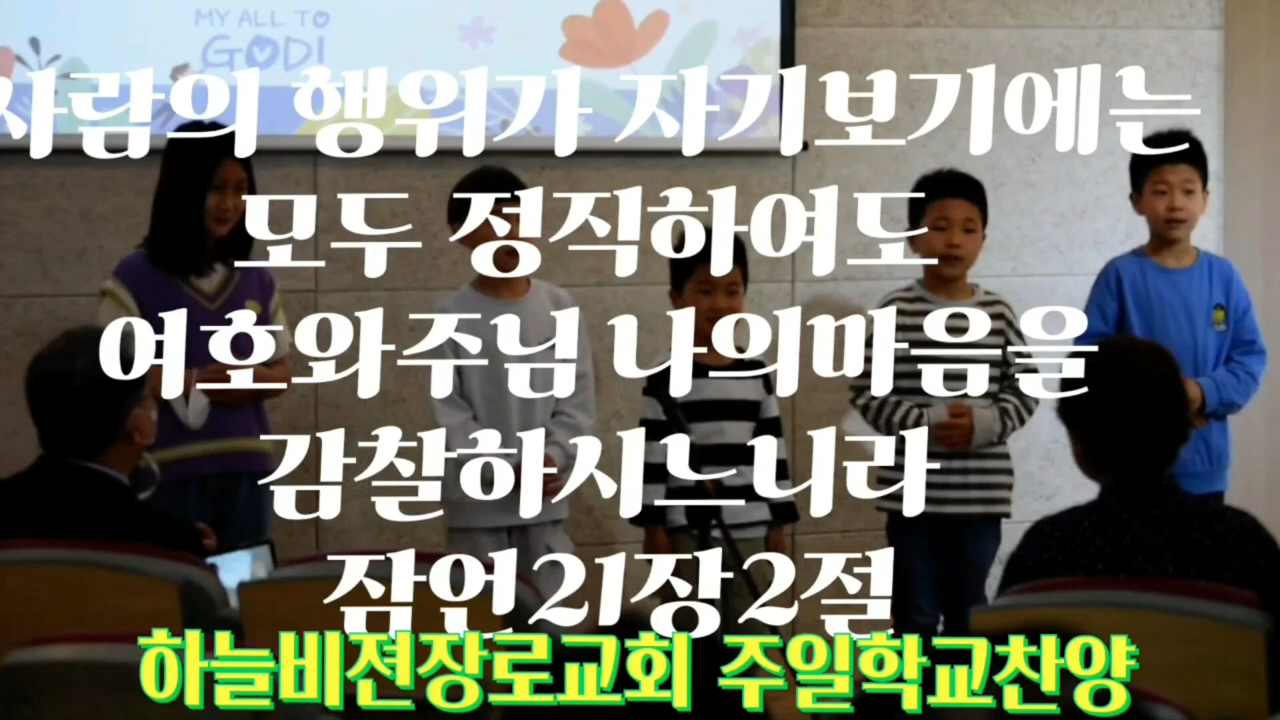 MY ALL TO
GOD!
사람의 행위가 자기보기에는
모두 정직하여도
여호와주님 나의마음을
감찰하시느니라
잠언21장2절
하늘비젼장로교회 주일학교찬양